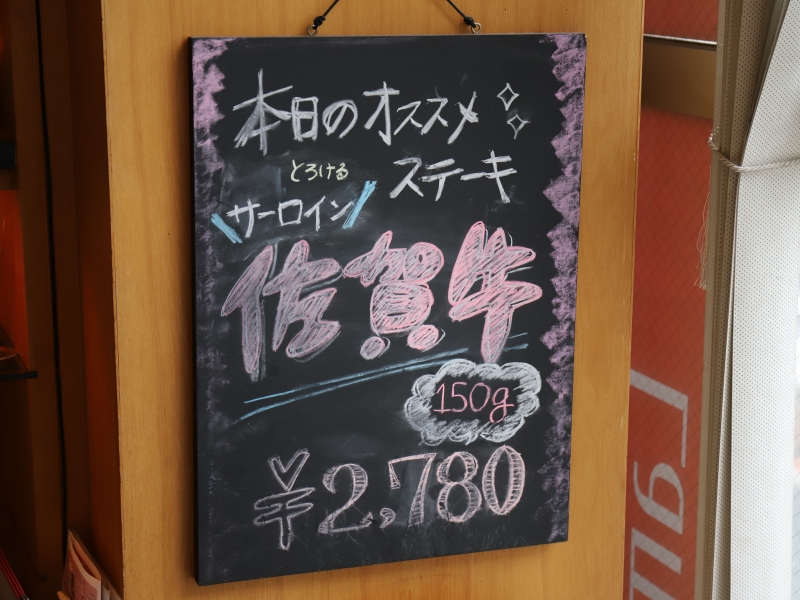 本日のオススメ
ステーキ
とろける
サーロイン
佐賀牛
150g
¥2,780